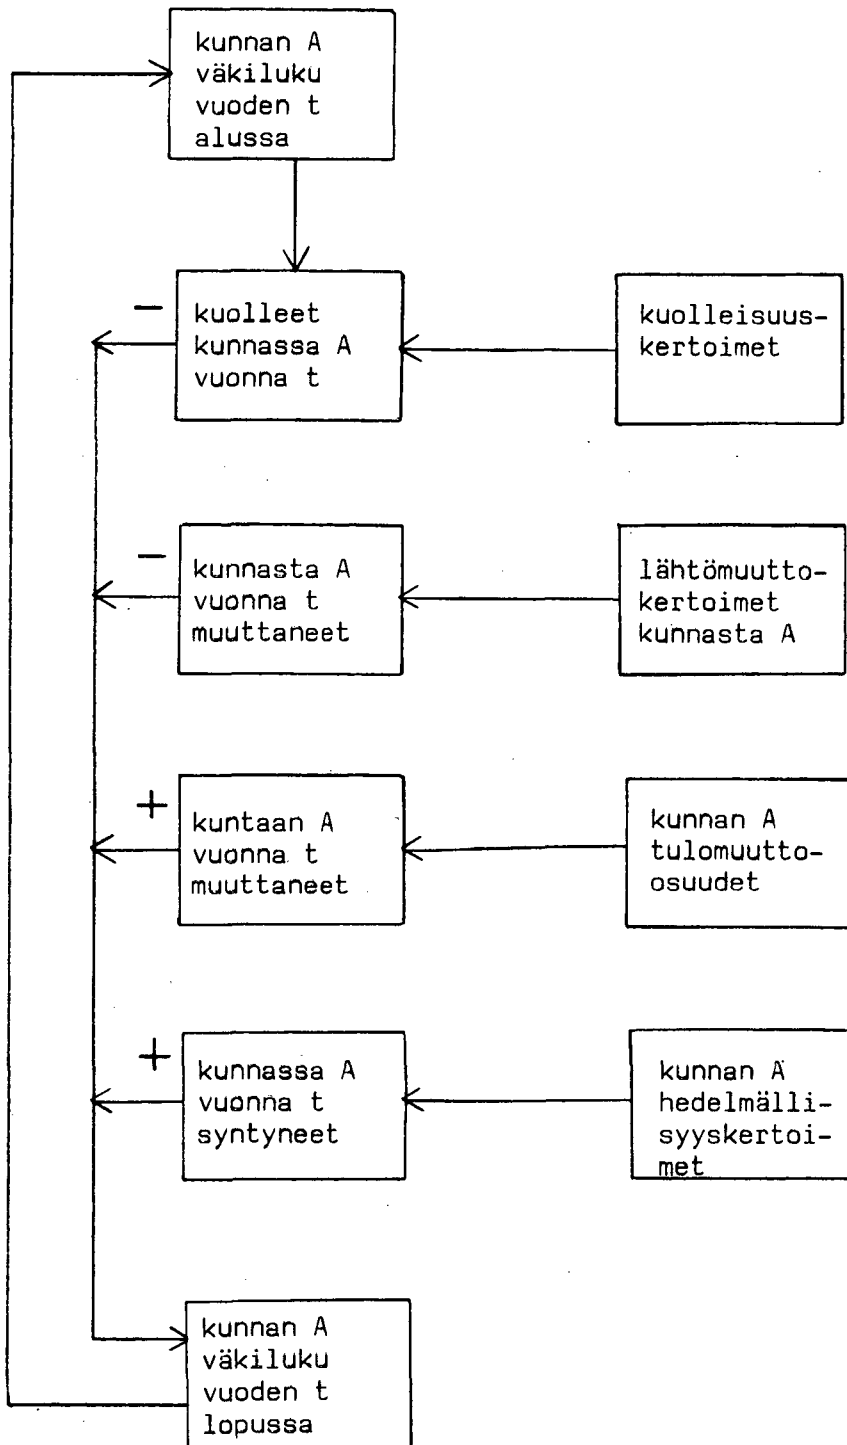 kunnan A
väkiluku
vuoden t
alussa
−
kuolleet
kunnassa A
vuonna t
kuolleisuus-
kertoimet
−
kunnasta A
vuonna t
muuttaneet
lähtömuutto-
kertoimet
kunnasta A
+
kuntaan A
vuonna t
muuttaneet
kunnan A
tulomuutto-
osuudet
+
kunnassa A
vuonna t
syntyneet
kunnan A
hedelmälli-
syyskertoi-
met
kunnan A
väkiluku
vuoden t
lopussa